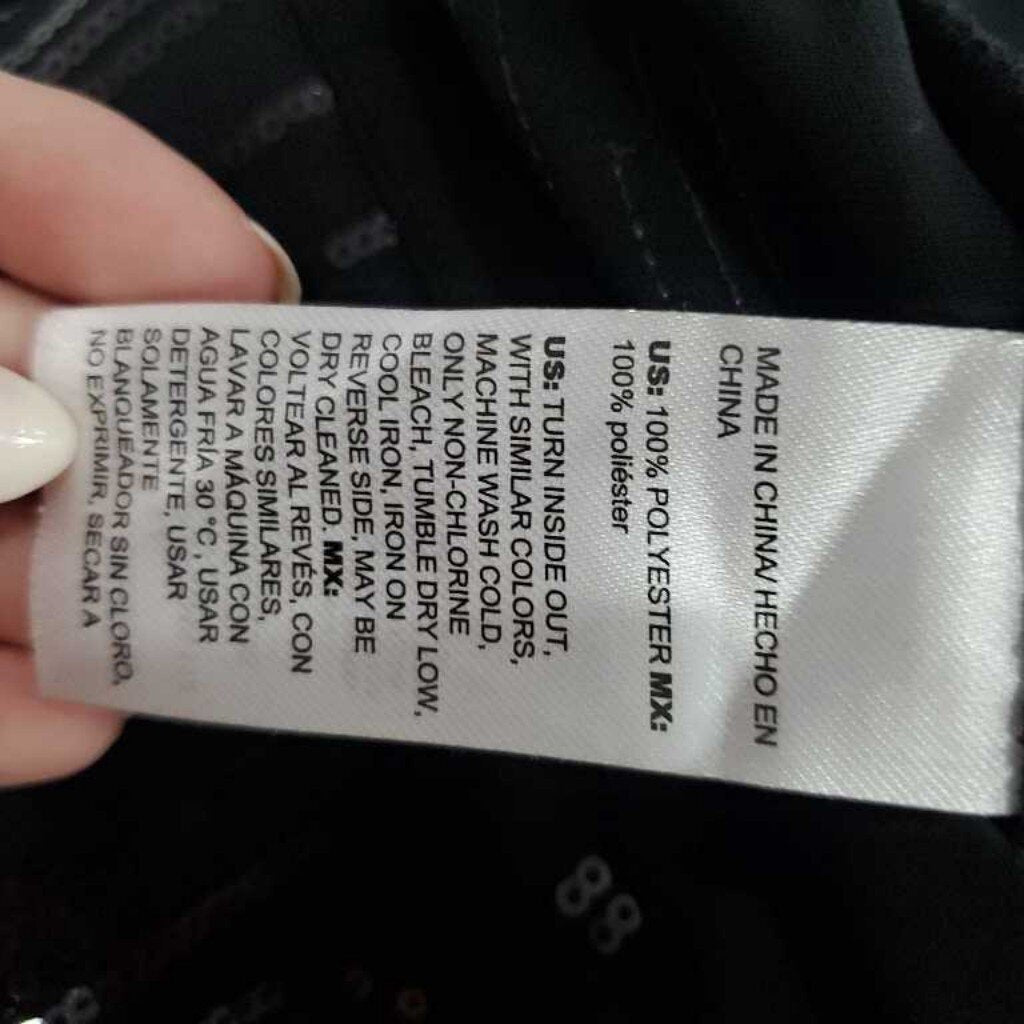 MADE IN CHINA/ HECHO EN
CHINA
US: 100% POLYESTER MX:
100% poliéster
US: TURN INSIDE OUT,
WITH SIMILAR COLORS,
MACHINE WASH COLD,
ONLY NON-CHLORINE
BLEACH, TUMBLE DRY LOW,
COOL IRON, IRON ON
REVERSE SIDE, MAY BE
DRY CLEANED. MX:
VOLTEAR AL REVÉS, CON
COLORES SIMILARES,
LAVAR A MÁQUINA CON
AGUA FRÍA 30 °C , USAR
DETERGENTE, USAR
SOLAMENTE
BLANQUEADOR SIN CLORO,
NO EXPRIMIR, SECAR A